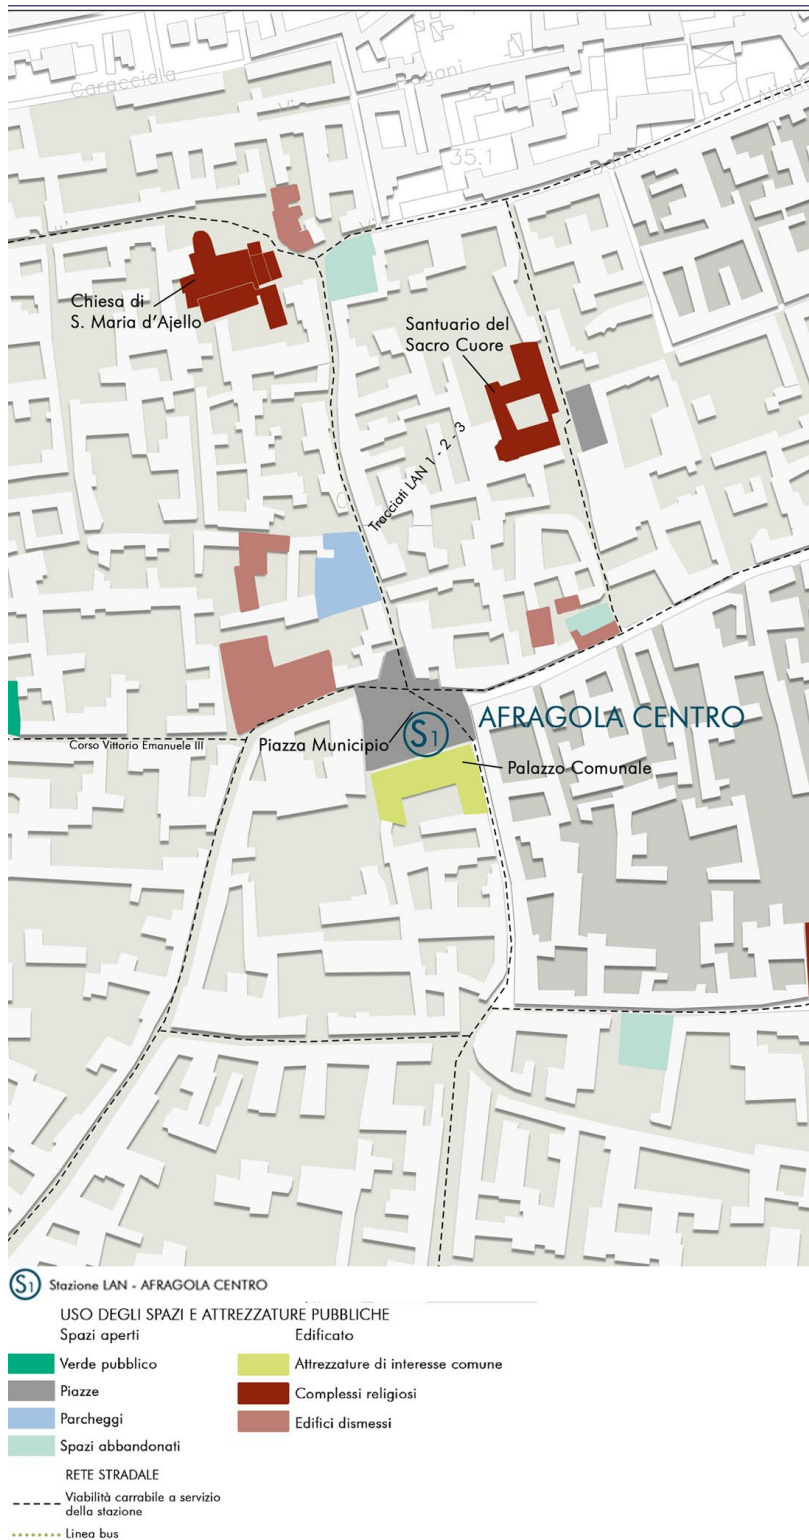 Caracciolo
Via
Pagani
35.1
Dante
Via
Chiesa di
S. Maria d'Ajello
Santuario del
Sacro Cuore
Tracciati LAN 1 - 2 - 3
AFRAGOLA CENTRO
S1
Corso Vittorio Emanuele III
Piazza Municipio
Palazzo Comunale
S1 Stazione LAN - AFRAGOLA CENTRO
USO DEGLI SPAZI E ATTREZZATURE PUBBLICHE
Spazi aperti
Verde pubblico
Piazze
Parcheggi
Spazi abbandonati
Edificato
Attrezzature di interesse comune
Complessi religiosi
Edifici dismessi
RETE STRADALE
Viabilità carrabile a servizio
della stazione
Linea bus